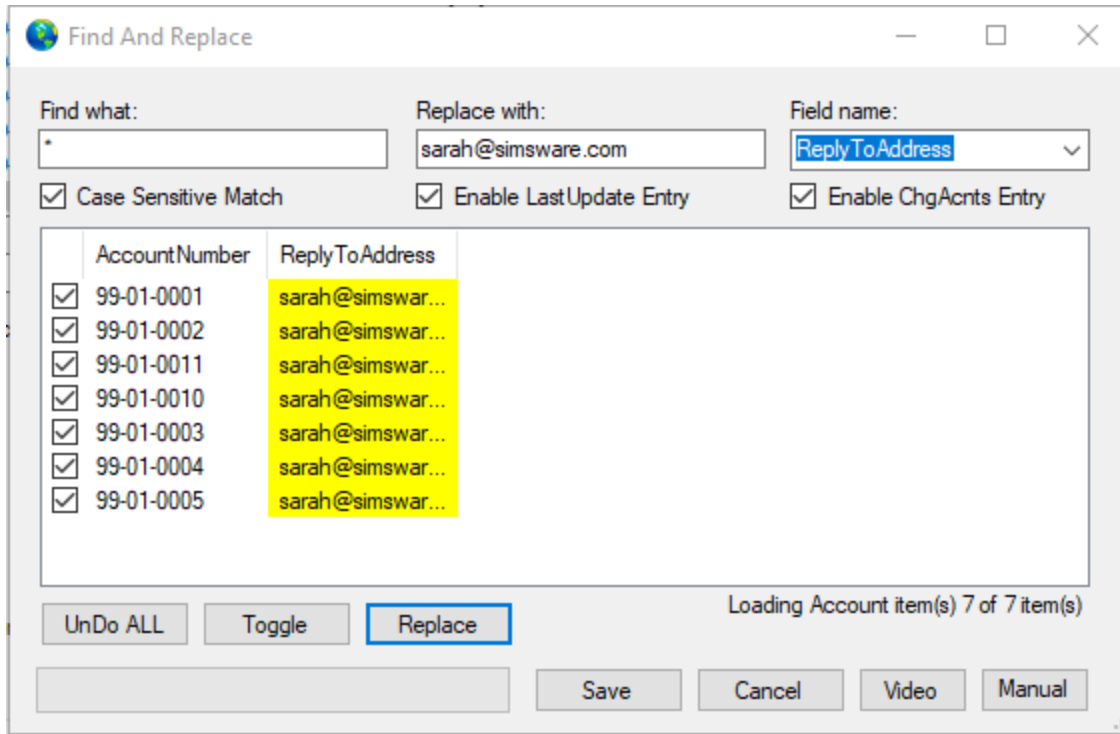 Find And Replace
Find what: Replace with: Field name:
* sarah@simsware.com ReplyToAddress
Case Sensitive Match Enable LastUpdate Entry Enable ChgAcnts Entry
AccountNumber ReplyToAddress
99-01-0001 sarah@simswar...
99-01-0002 sarah@simswar...
99-01-0011 sarah@simswar...
99-01-0010 sarah@simswar...
99-01-0003 sarah@simswar...
99-01-0004 sarah@simswar...
99-01-0005 sarah@simswar...
Loading Account item(s) 7 of 7 item(s)
UnDo ALL Toggle Replace
Save Cancel Video Manual